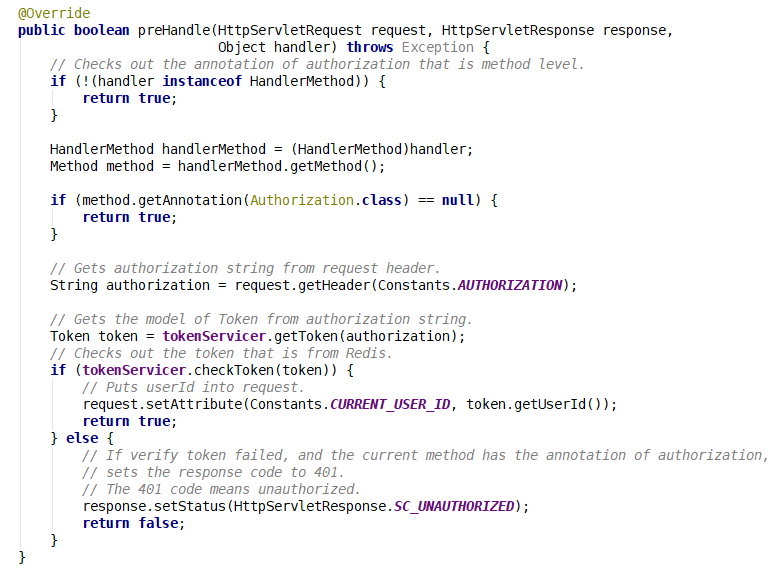 @Override
public boolean preHandle(HttpServletRequest request, HttpServletResponse response,
                         Object handler) throws Exception {
    // Checks out the annotation of authorization that is method level.
    if (!(handler instanceof HandlerMethod)) {
        return true;
    }

    HandlerMethod handlerMethod = (HandlerMethod)handler;
    Method method = handlerMethod.getMethod();

    if (method.getAnnotation(Authorization.class) == null) {
        return true;
    }

    // Gets authorization string from request header.
    String authorization = request.getHeader(Constants.AUTHORIZATION);

    // Gets the model of Token from authorization string.
    Token token = tokenServicer.getToken(authorization);
    // Checks out the token that is from Redis.
    if (tokenServicer.checkToken(token)) {
        // Puts userId into request.
        request.setAttribute(Constants.CURRENT_USER_ID, token.getUserId());
        return true;
    } else {
        // If verify token failed, and the current method has the annotation of authorization,
        // sets the response code to 401.
        // The 401 code means unauthorized.
        response.setStatus(HttpServletResponse.SC_UNAUTHORIZED);
        return false;
    }
}